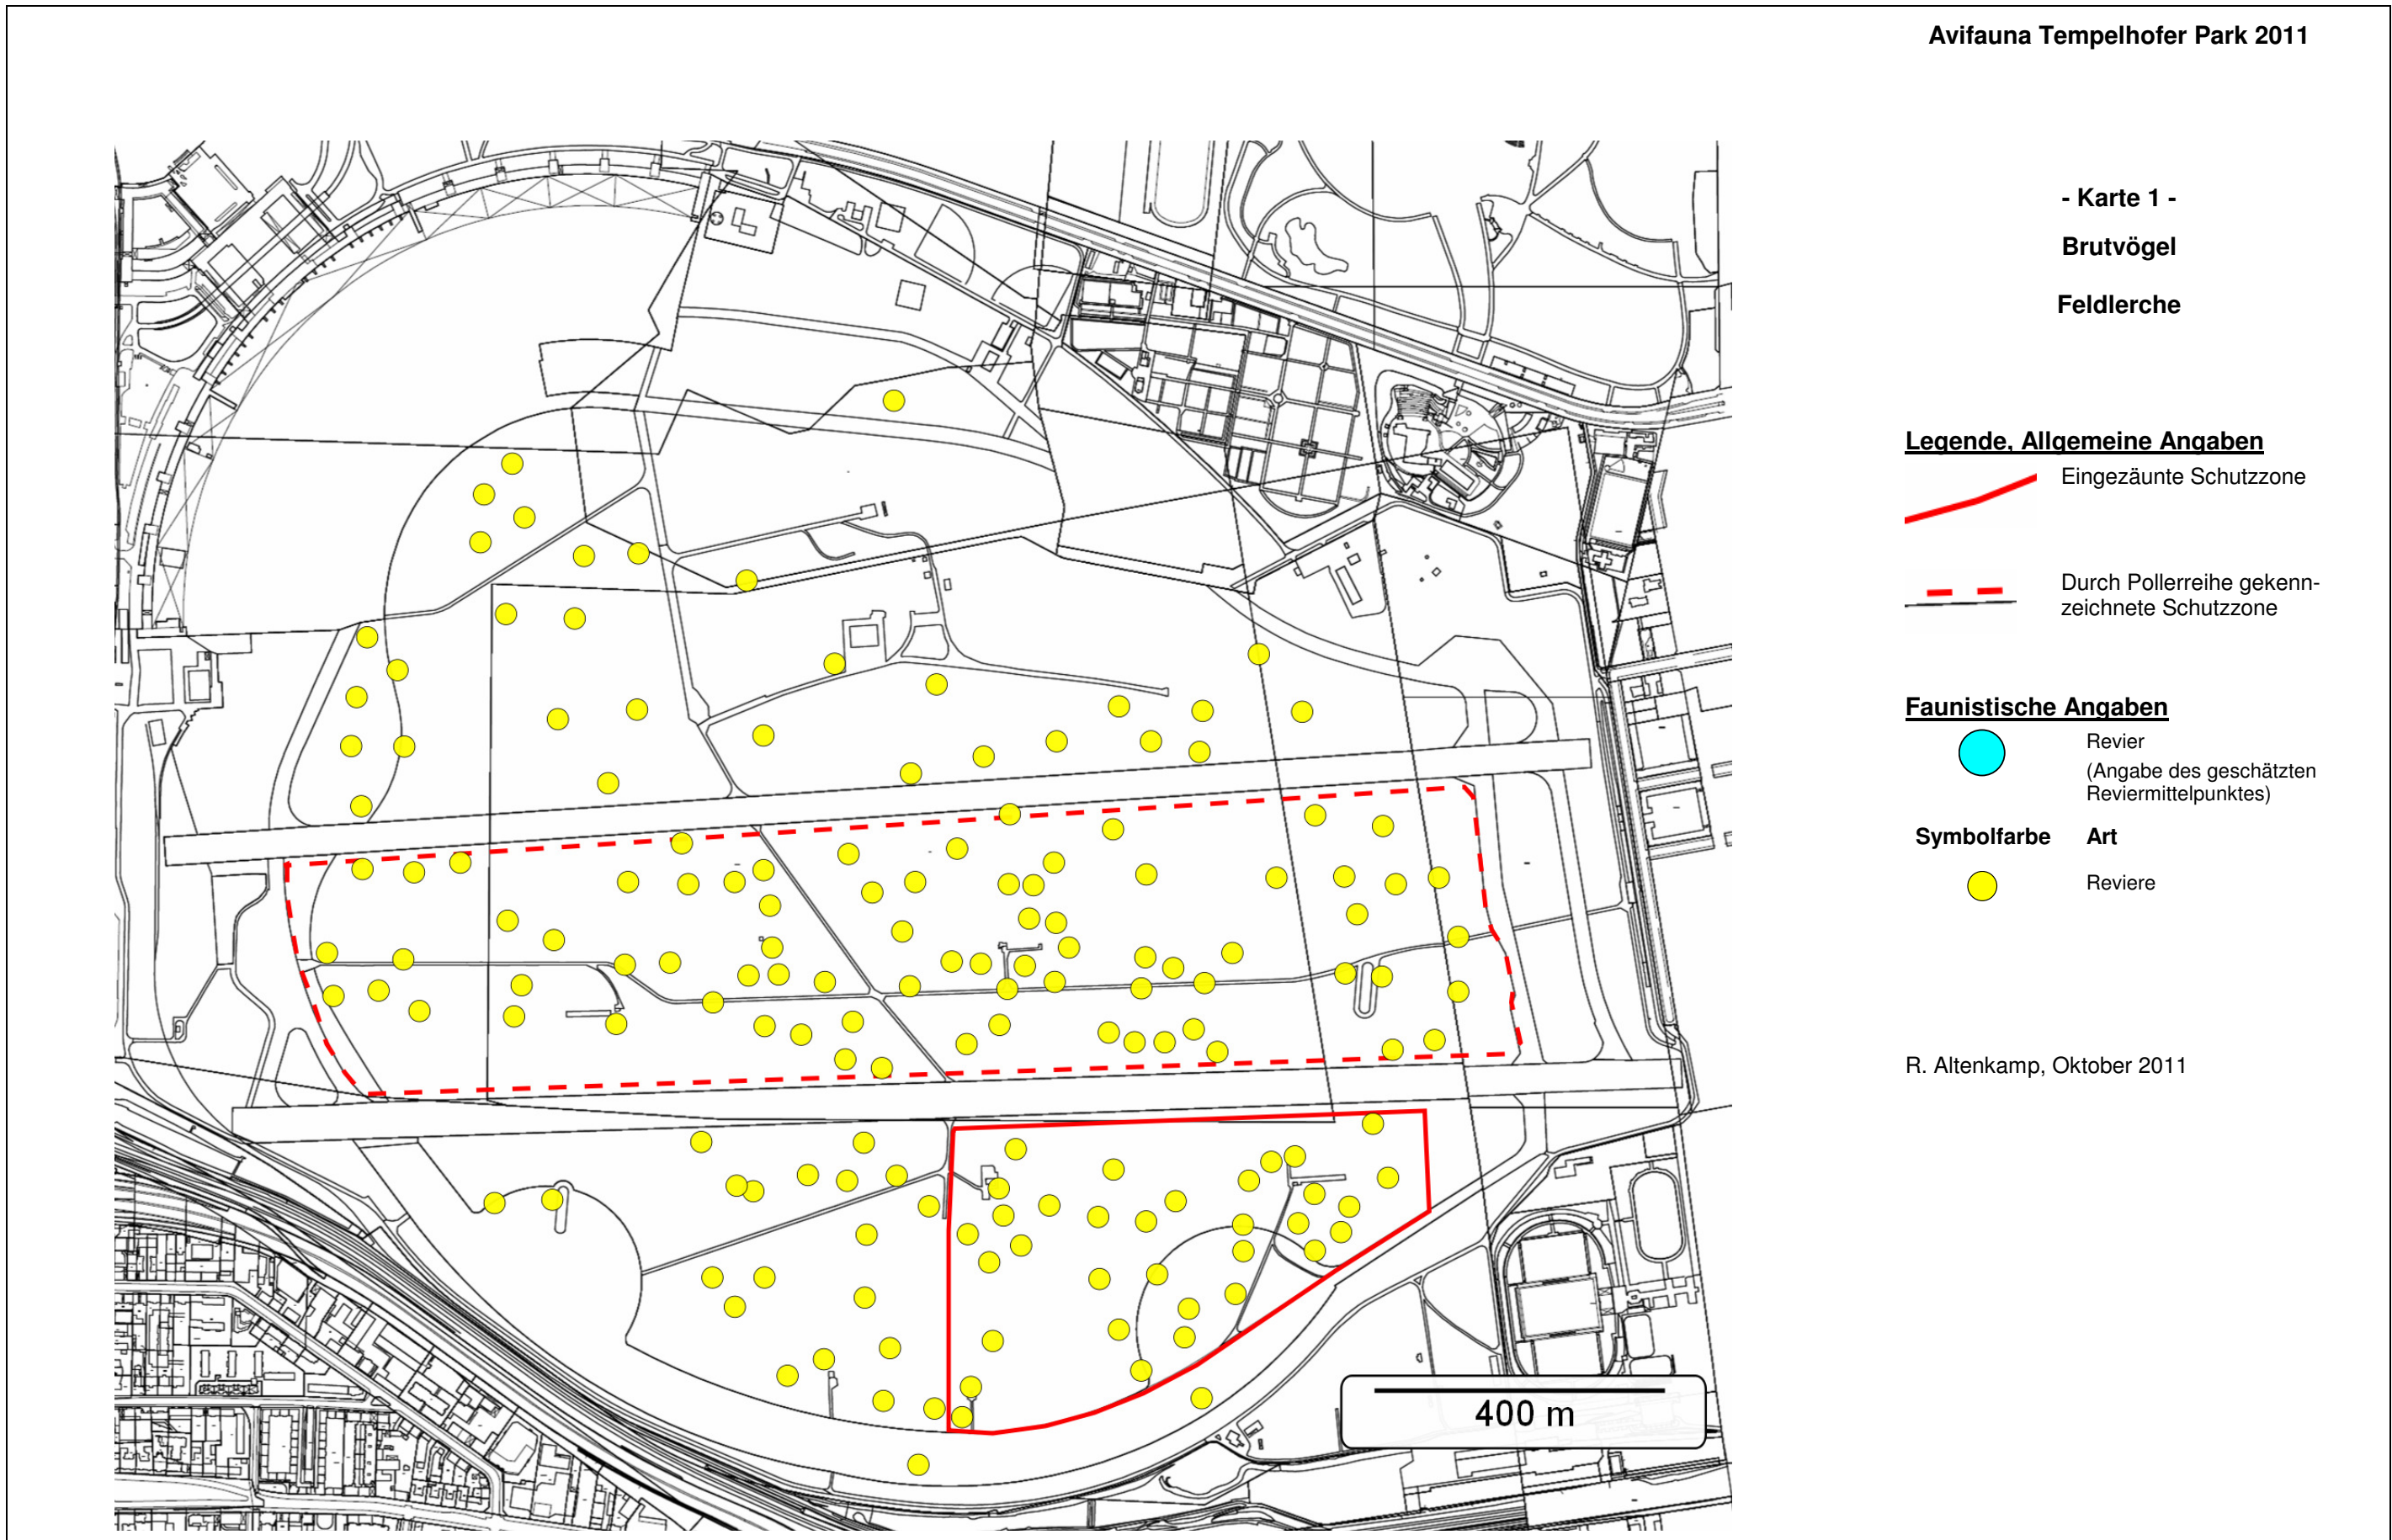 Avifauna Tempelhofer Park 2011
- Karte 1 -
Brutvögel
Feldlerche
Legende, Allgemeine Angaben
Eingezäunte Schutzzone
Durch Pollerreihe gekenn-
zeichnete Schutzzone
Faunistische Angaben
Revier
(Angabe des geschätzten
Reviermittelpunktes)
Symbolfarbe Art
Reviere
R. Altenkamp, Oktober 2011
400 m